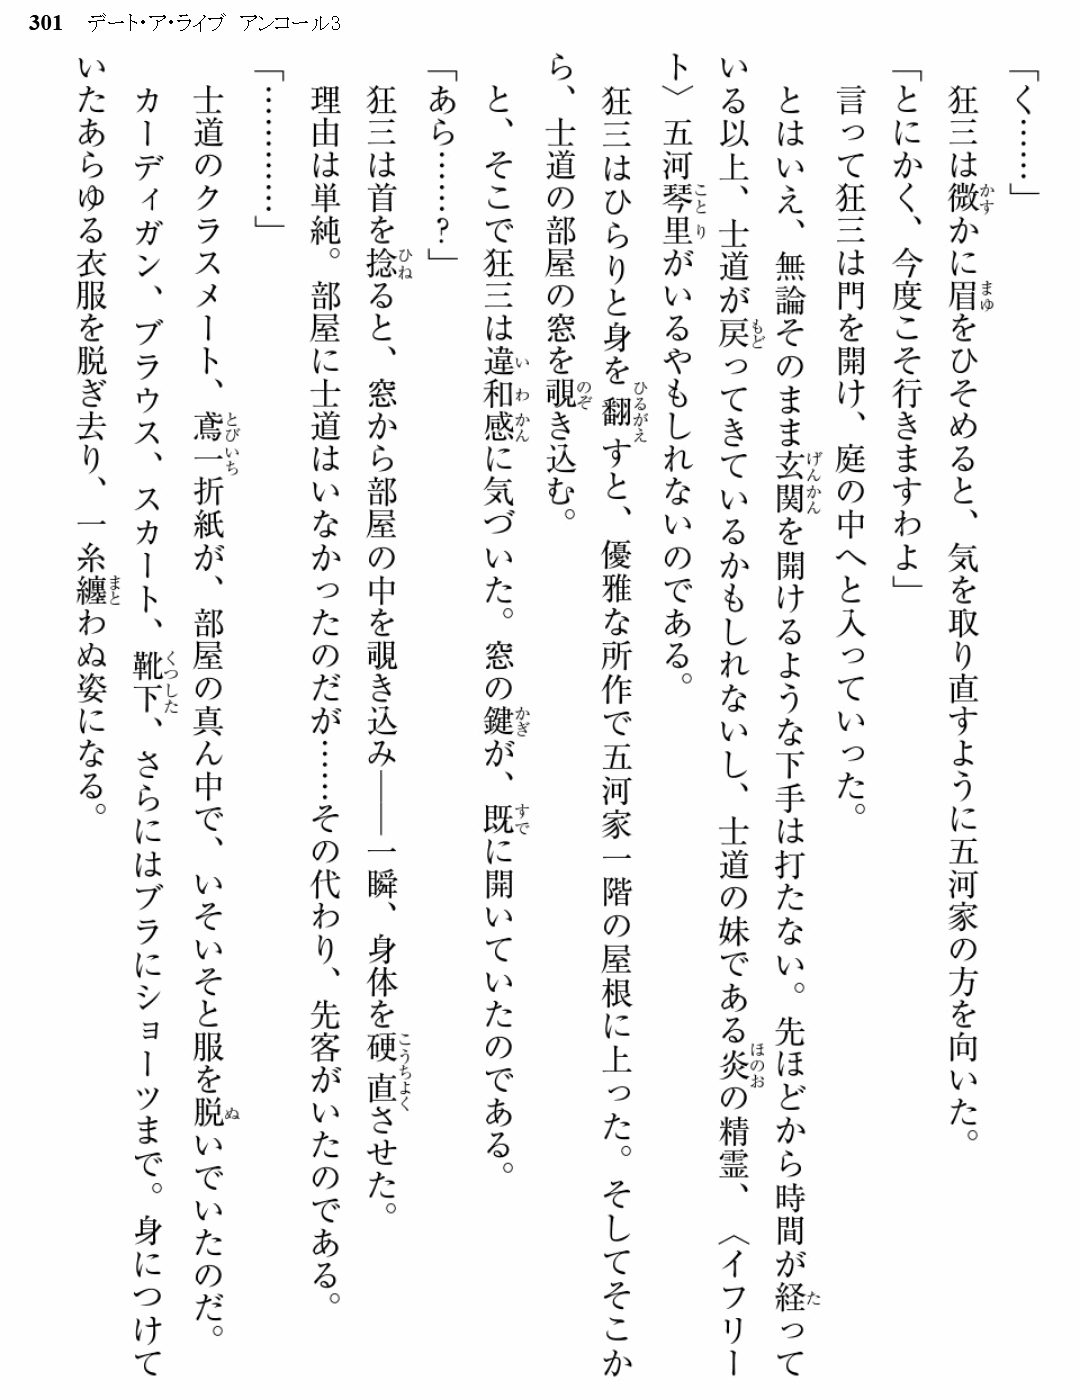 301 デート・ア・ライブ アンコール3
「く……」
狂三は微かに眉をひそめると、気を取り直すように五河家の方を向いた。
「とにかく、今度こそ行きますわよ」
言って狂三は門を開け、庭の中へと入っていった。
とはいえ、無論そのまま玄関を開けるような下手は打たない。先ほどから時間が経って
いる以上、士道が戻ってきているかもしれないし、士道の妹である炎の精霊、〈イフリー
ト〉五河琴里がいるやもしれないのである。
狂三はひらりと身を翻すと、優雅な所作で五河家一階の屋根に上った。そしてそこか
ら、士道の部屋の窓を覗き込む。
と、そこで狂三は違和感に気づいた。窓の鍵が、既に開いていたのである。
「あら……?」
狂三は首を捻ると、窓から部屋の中を覗き込み──一瞬、身体を硬直させた。
理由は単純。部屋に士道はいなかったのだが……その代わり、先客がいたのである。
「…………」
士道のクラスメート、鳶一折紙が、部屋の真ん中で、いそいそと服を脱いでいたのだ。
カーディガン、ブラウス、スカート、靴下、さらにはブラにショーツまで。身につけて
いたあらゆる衣服を脱ぎ去り、一糸纏わぬ姿になる。